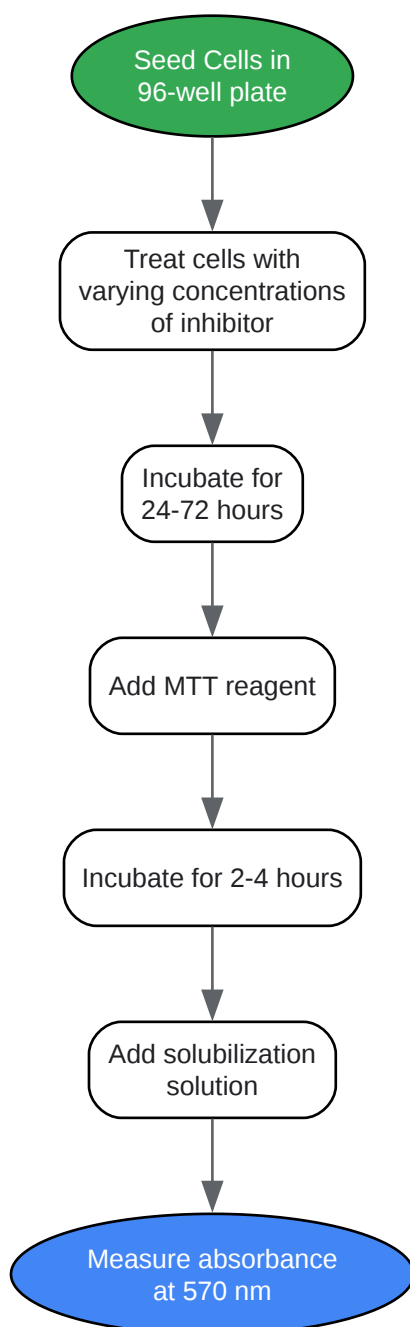 Seed Cells in
96-well plate
Treat cells with
varying concentrations
of inhibitor
Incubate for
24-72 hours
Add MTT reagent
Incubate for 2-4 hours
Add solubilization
solution
Measure absorbance
at 570 nm